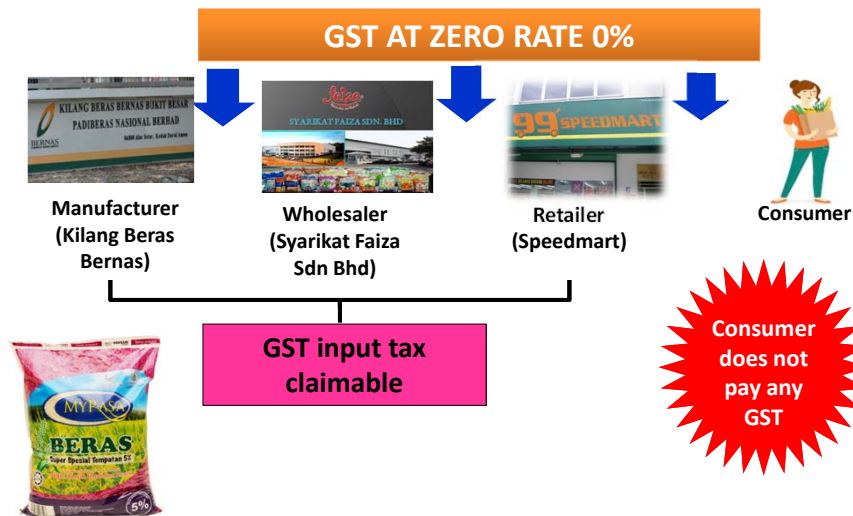 GST AT ZERO RATE 0%
KILANG BERAS BERNAS BUKIT BESAR
PADIBERAS NASIONAL BERHAD
BERNAS
Faiza
SYARIKAT FAIZA SDN. BHD
99 SPEEDMART
Manufacturer
(Kilang Beras
Bernas)
Wholesaler
(Syarikat Faiza
Sdn Bhd)
Retailer
(Speedmart)
Consumer
GST input tax
claimable
Consumer
does not
pay any
GST
MYPASA
BERAS
Super Spesial Tempatan 5%
5%